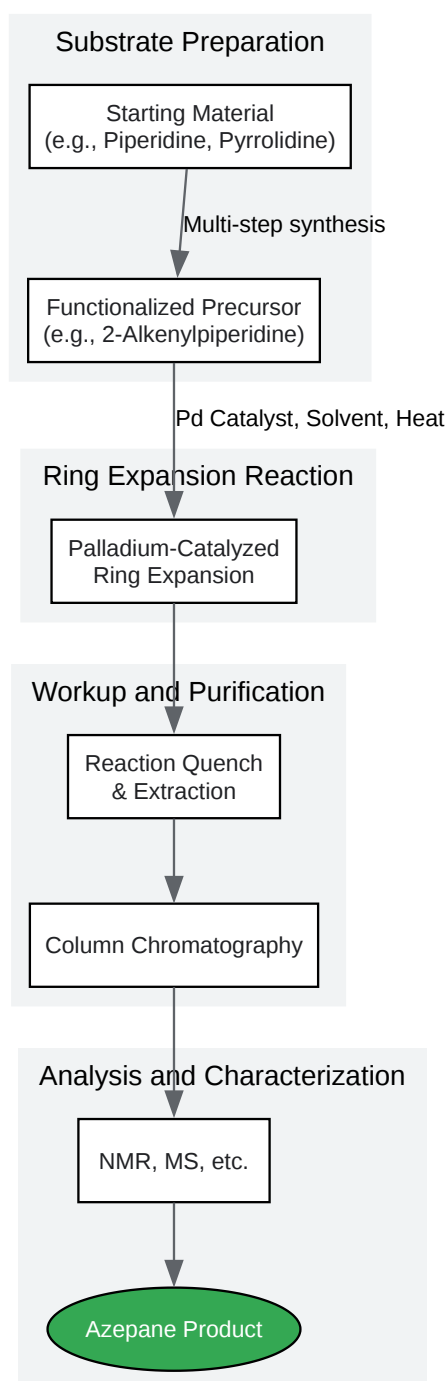 Substrate Preparation
Starting Material
(e.g., Piperidine, Pyrrolidine)
Multi-step synthesis
Functionalized Precursor
(e.g., 2-Alkenylpiperidine)
Pd Catalyst, Solvent, Heat
Ring Expansion Reaction
Palladium-Catalyzed
Ring Expansion
Workup and Purification
Reaction Quench
& Extraction
Column Chromatography
Analysis and Characterization
NMR, MS, etc.
Azepane Product